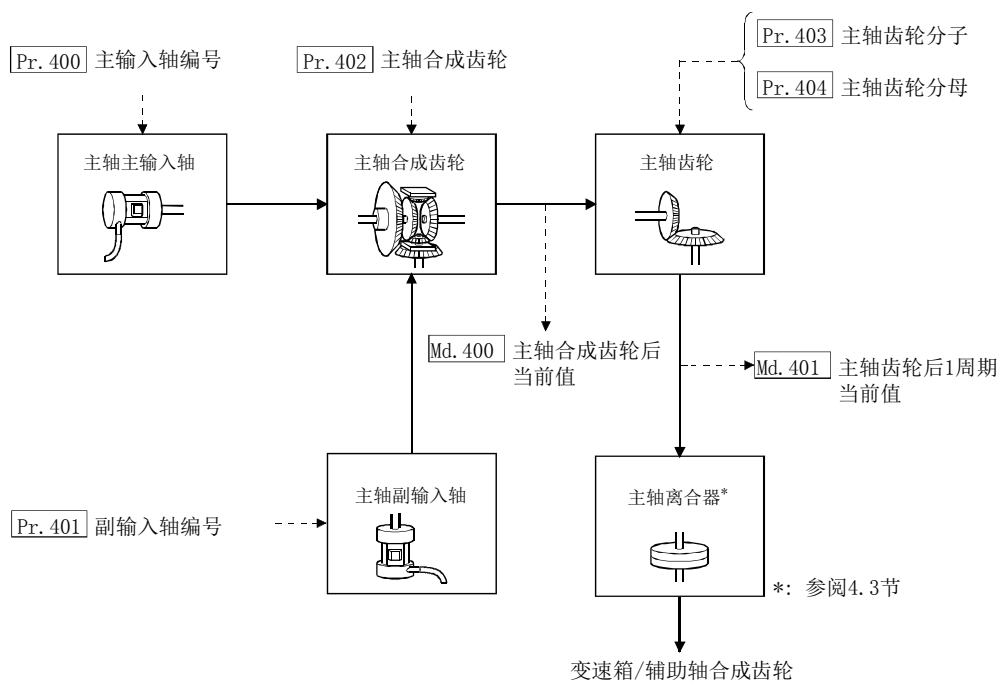 Pr.403 主轴齿轮分子
Pr.400 主输入轴编号
Pr.402 主轴合成齿轮
Pr.404 主轴齿轮分母
主轴主输入轴
主轴合成齿轮
主轴齿轮
Md.400 主轴合成齿轮后
当前值
Md.401 主轴齿轮后1周期
当前值
主轴副输入轴
主轴离合器*
Pr.401 副输入轴编号
*: 参阅4.3节
变速箱/辅助轴合成齿轮